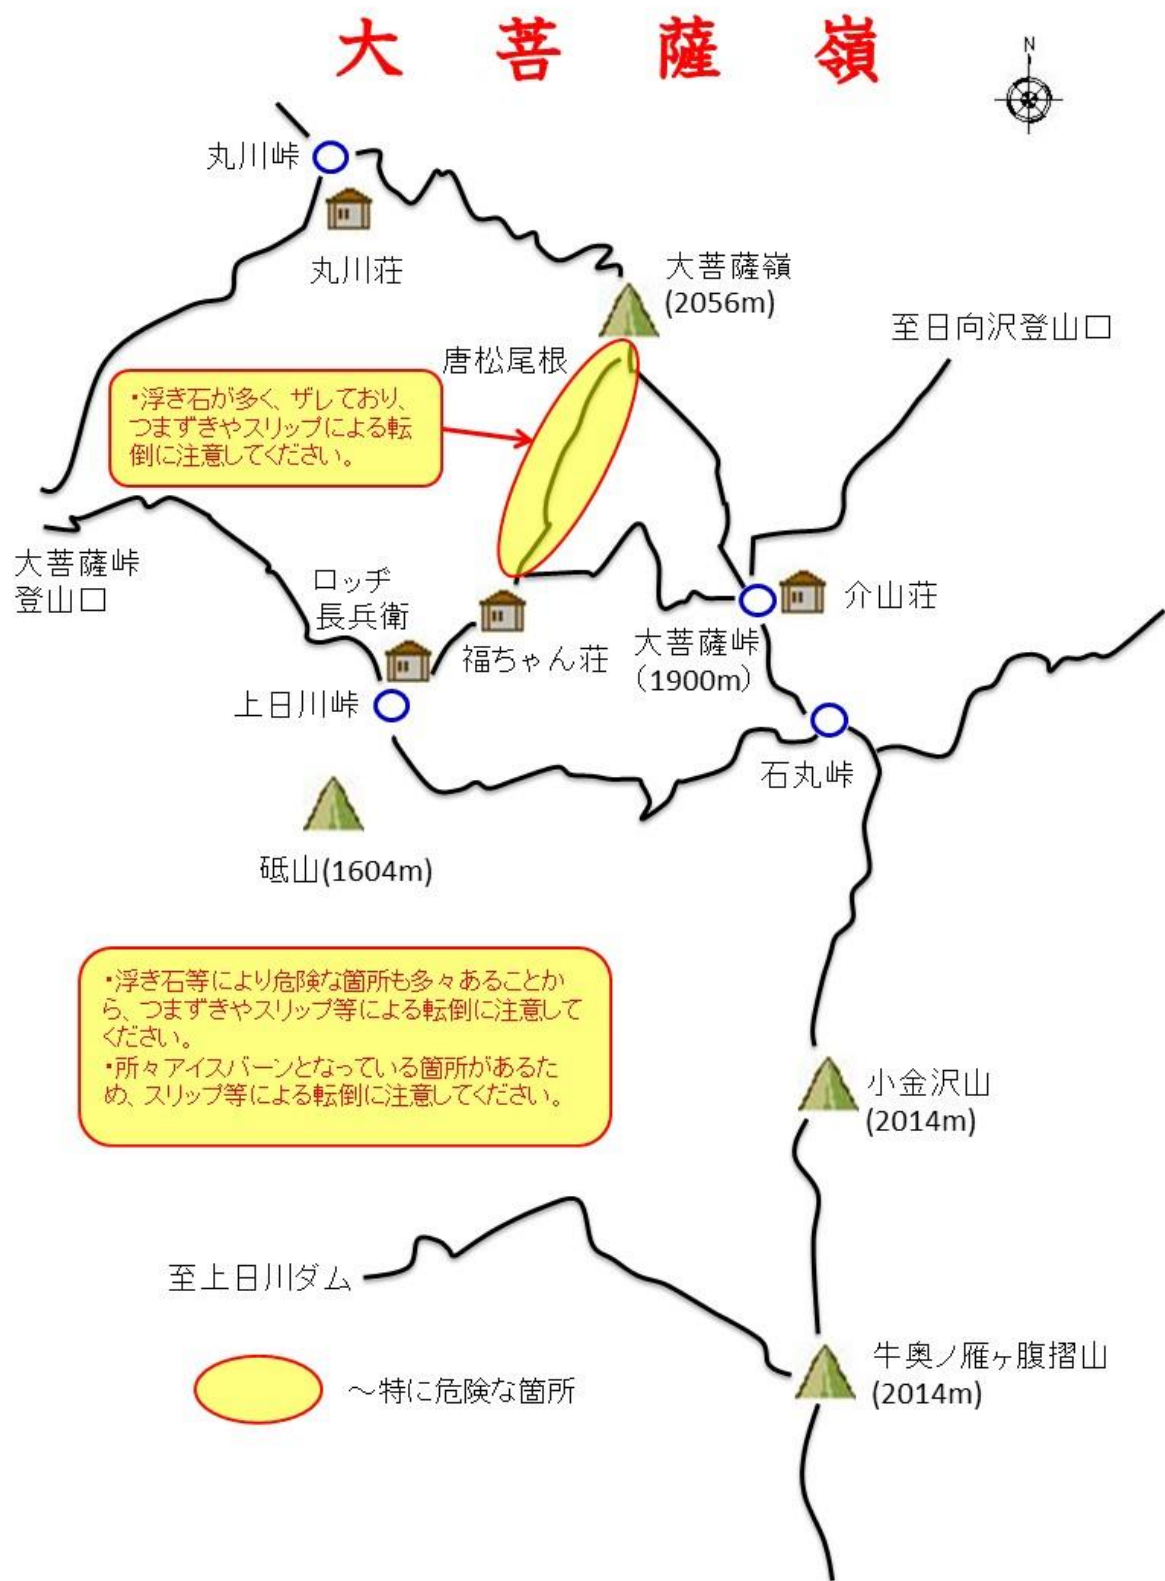 大菩薩嶺
N
丸川峠
丸川荘
大菩薩嶺
(2056m)
至日向沢登山口
唐松尾根
・浮き石が多く、ザレており、
つまずきやスリップによる転
倒に注意してください。
大菩薩峠
登山口
ロッヂ
長兵衛
福ちゃん荘
介山荘
大菩薩峠
(1900m)
上日川峠
石丸峠
砥山(1604m)
・浮き石等により危険な箇所も多々あることか
ら、つまずきやスリップ等による転倒に注意して
ください。
・所々アイスバーンとなっている箇所があるた
め、スリップ等による転倒に注意してください。
小金沢山
(2014m)
至上日川ダム
牛奥ノ雁ヶ腹摺山
(2014m)
～特に危険な箇所